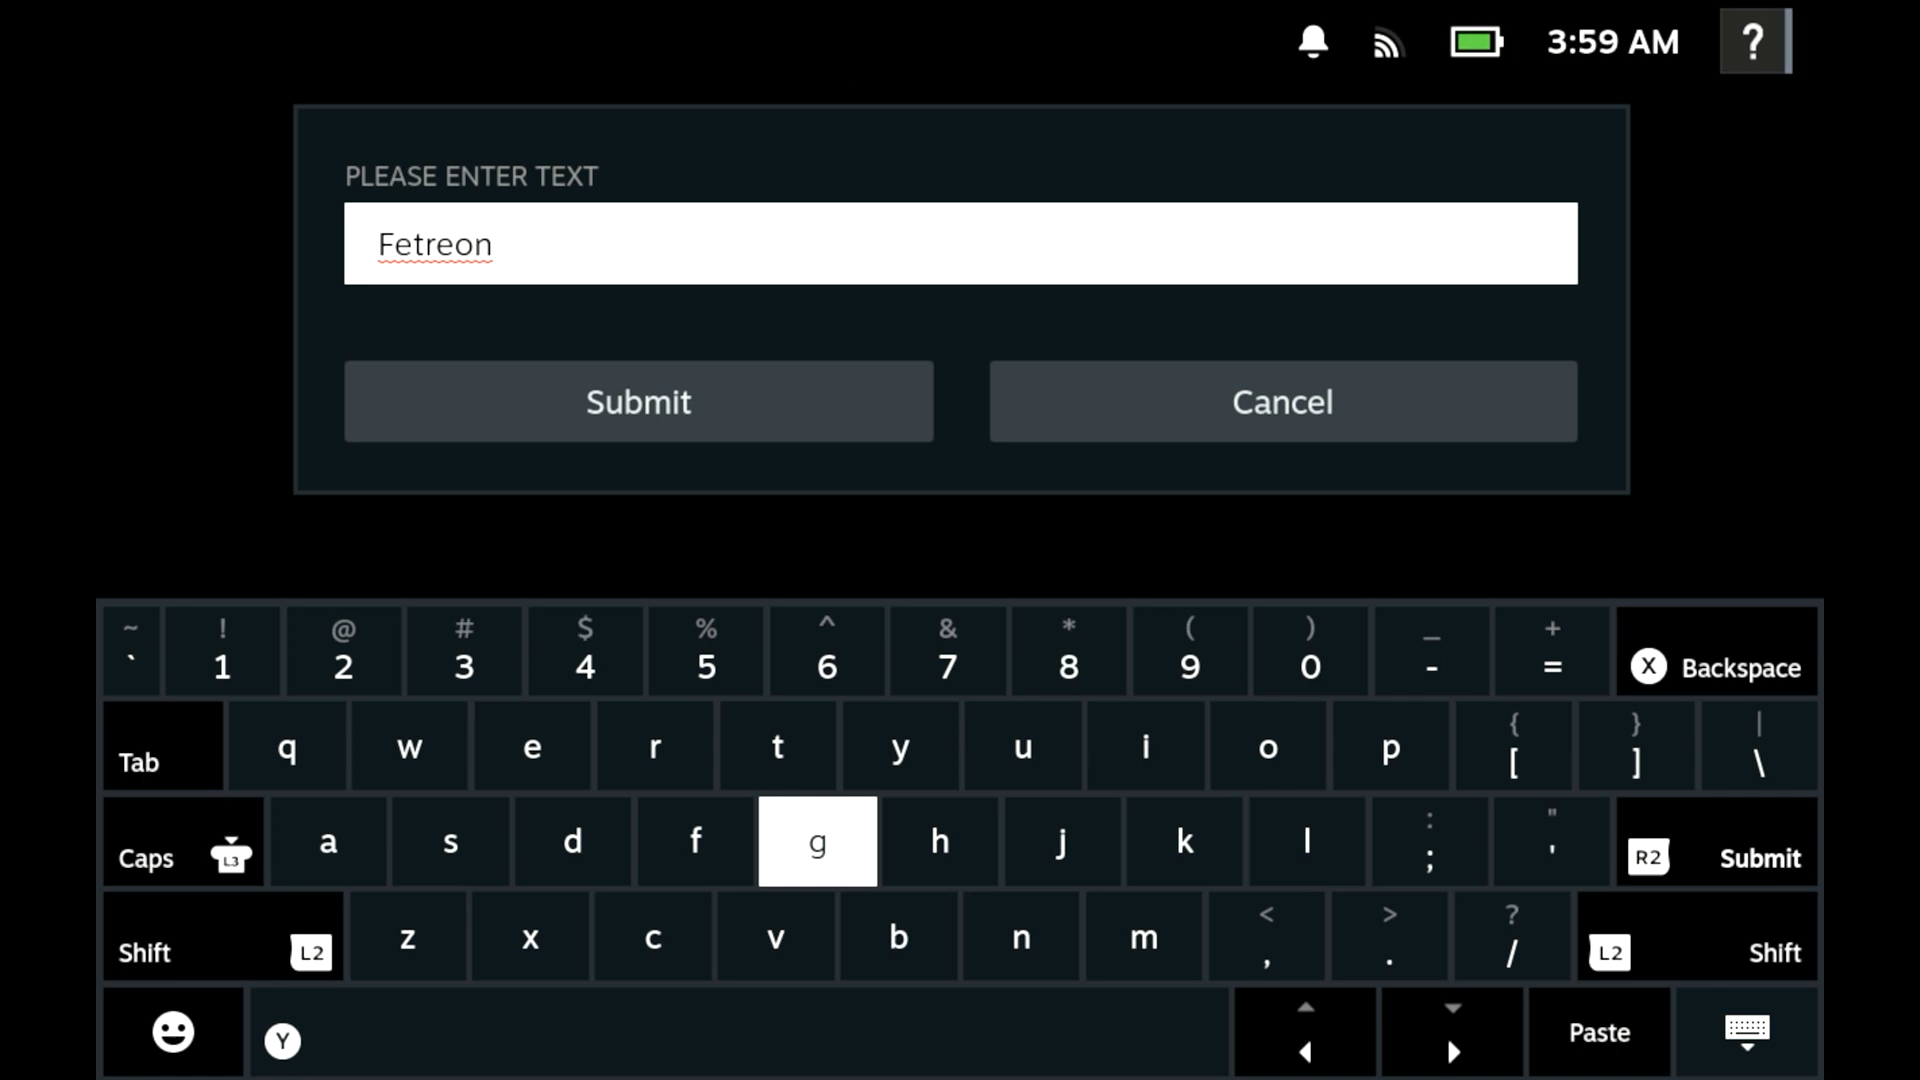 3:59 AM ?
PLEASE ENTER TEXT
Fetreon
Submit Cancel
~ ! @ # $ % ^ & * ( ) _ +
` 1 2 3 4 5 6 7 8 9 0 - = X Backspace
{ } |
Tab q w e r t y u i o p [ ] \
: "
Caps L3 a s d f g h j k l ; ' R2 Submit
< > ?
Shift L2 z x c v b n m , . / L2 Shift
Y Paste